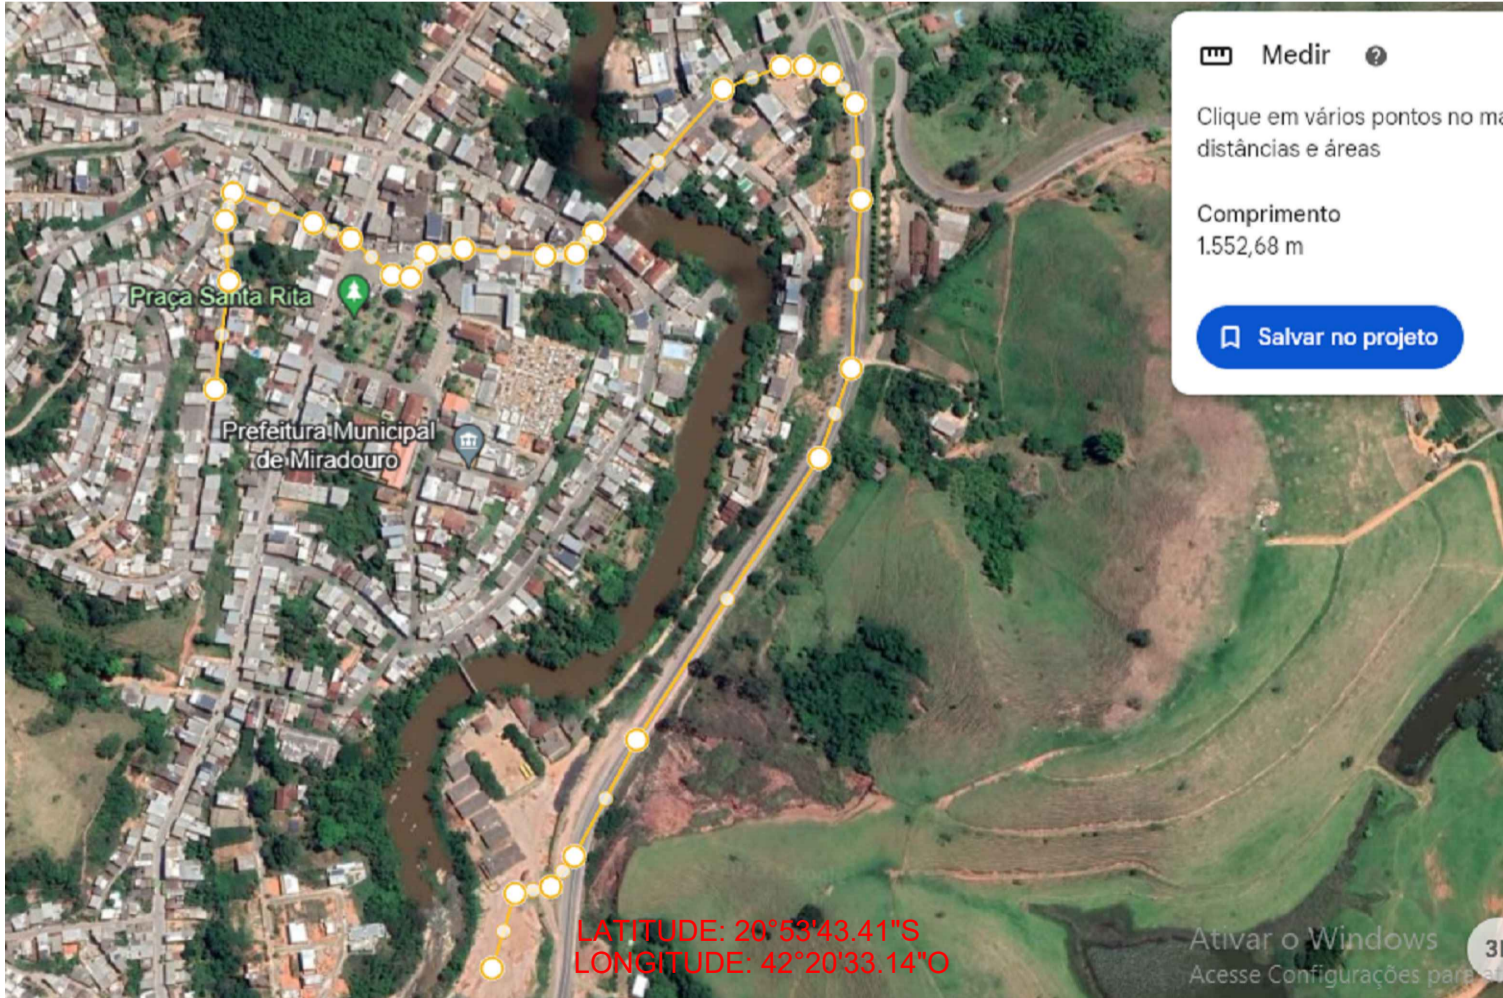 Medir
Clique em vários pontos no
distâncias e áreas
Comprimento
1.552,68 m
Salvar no projeto
Praça Santa Rita
Prefeitura Municipal
de Miradouro
LATITUDE: 20°53'43.41"S
LONGITUDE: 42°20'33.14"O
Ativar o Windows
Acesse Configurações para